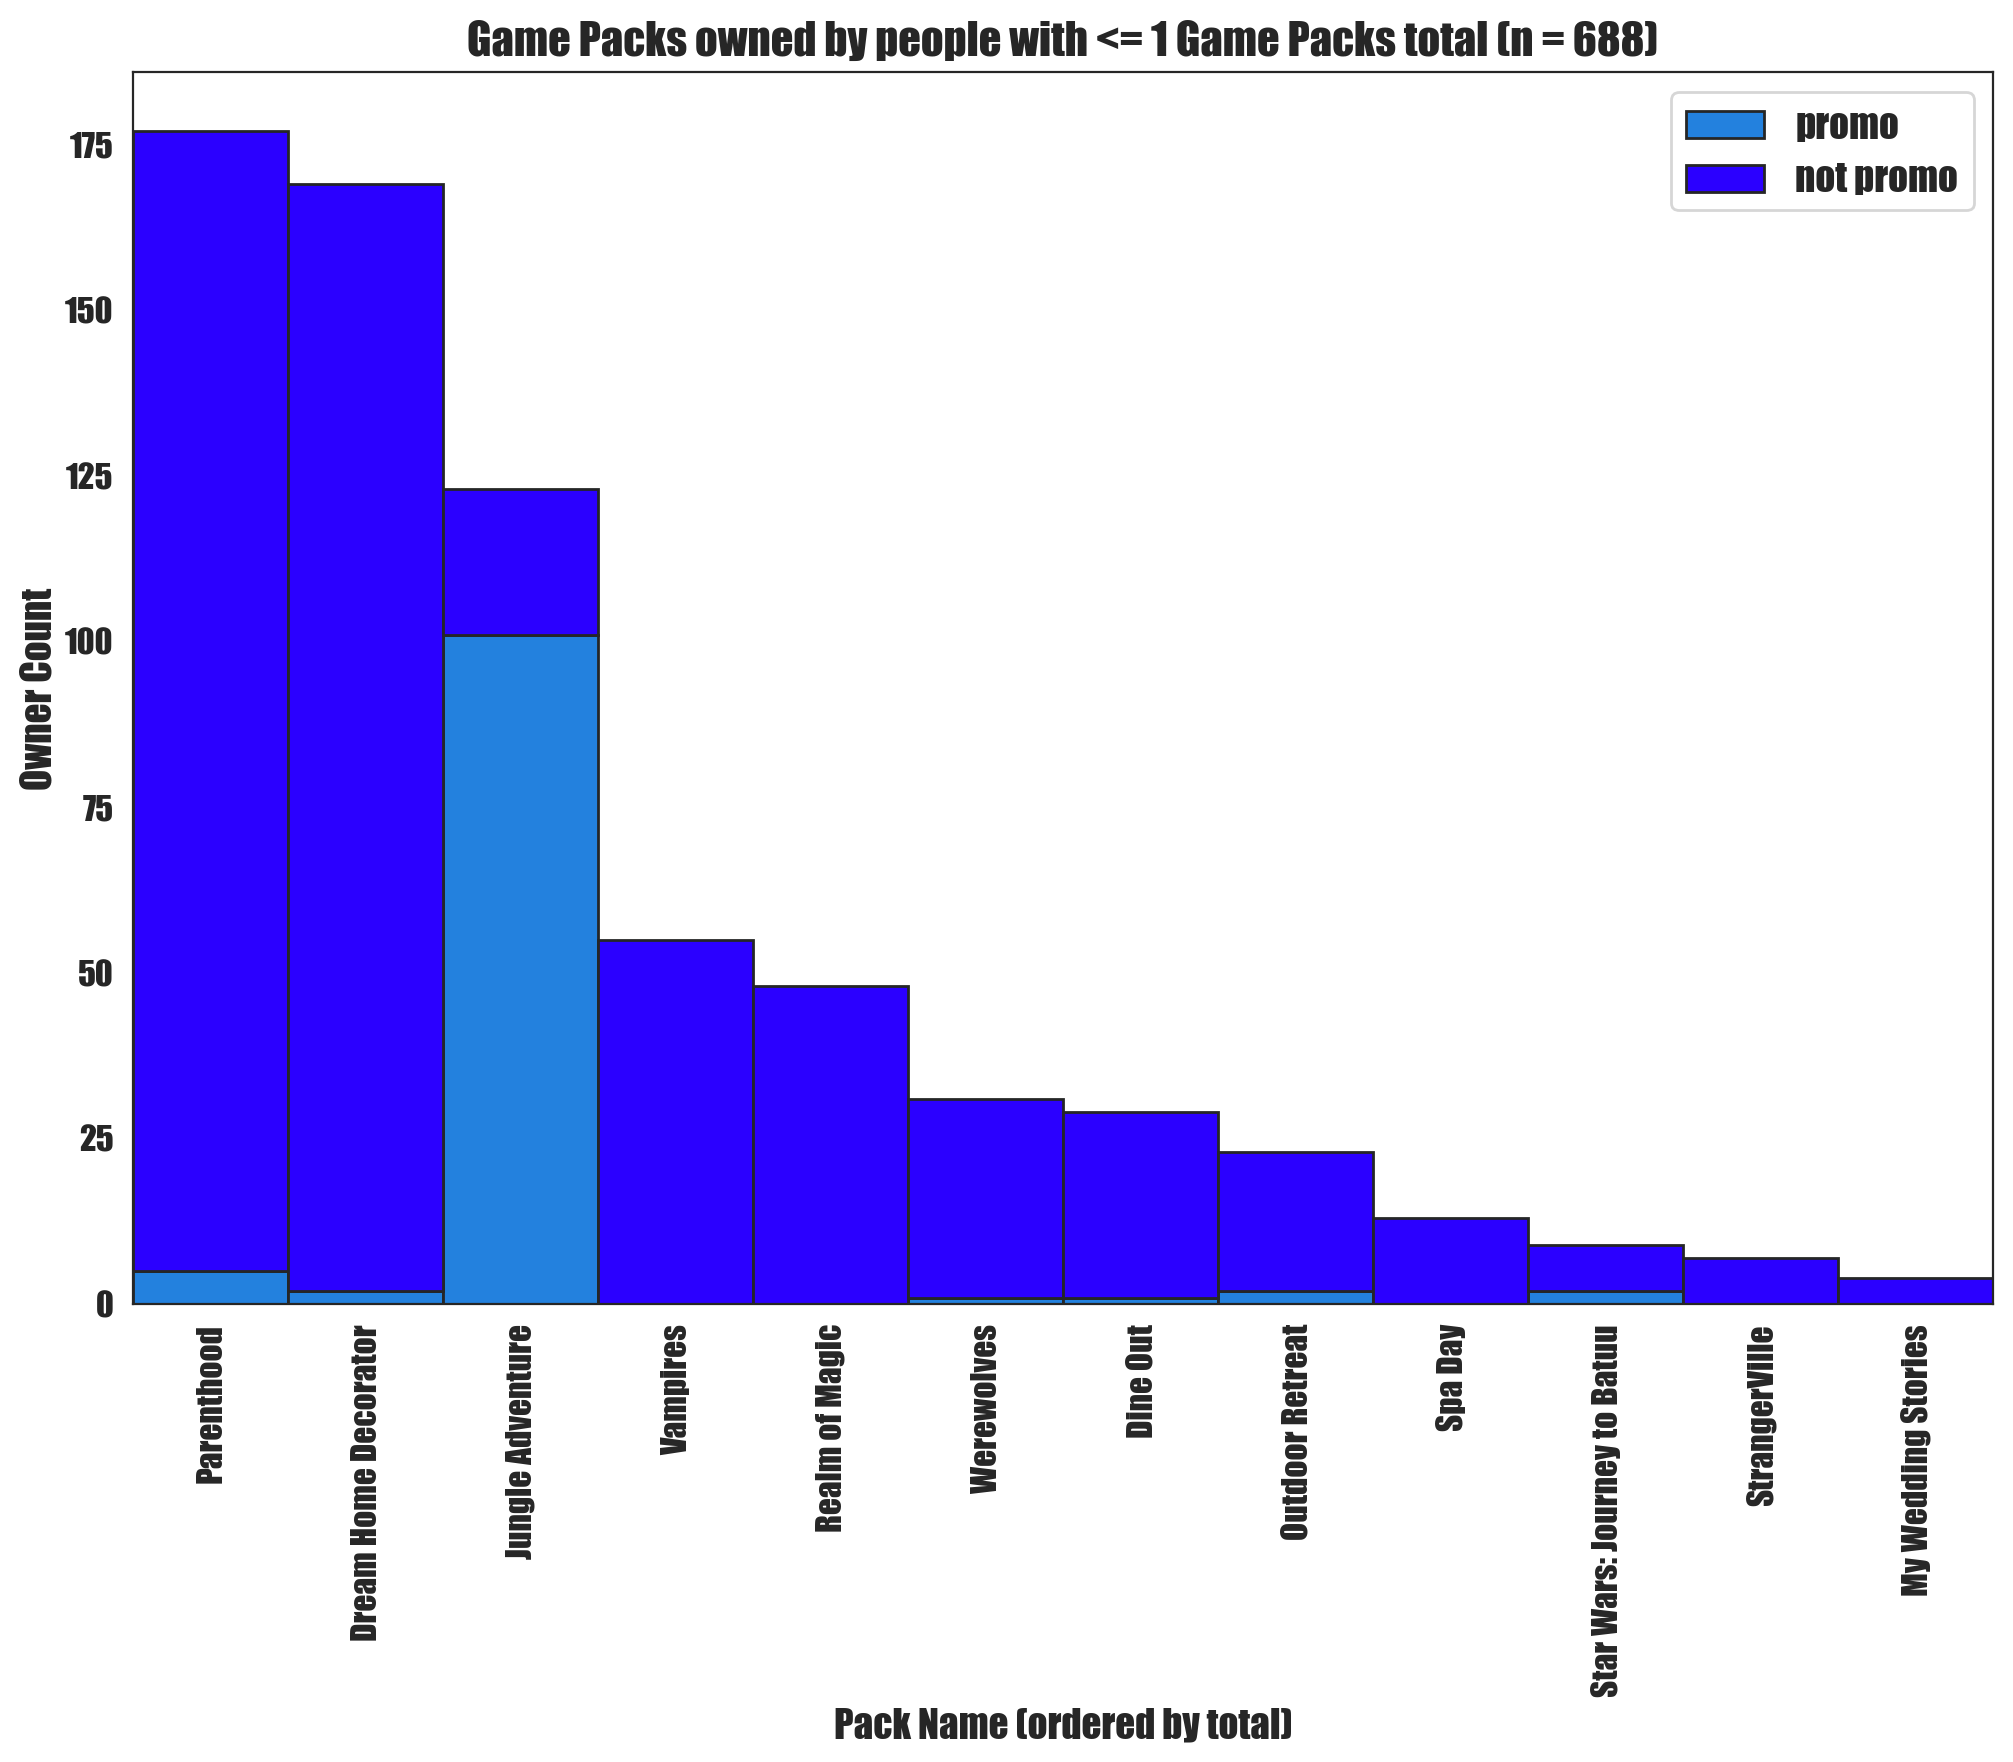 Game Packs owned by people with <= 1 Game Packs total (n = 688)
promo
not promo
Owner Count
175
150
125
100
75
50
25
0
Parenthood
Dream Home Decorator
Jungle Adventure
Vampires
Realm of Magic
Werewolves
Dine Out
Outdoor Retreat
Spa Day
Star Wars: Journey to Batuu
StrangerVille
My Wedding Stories
Pack Name (ordered by total)